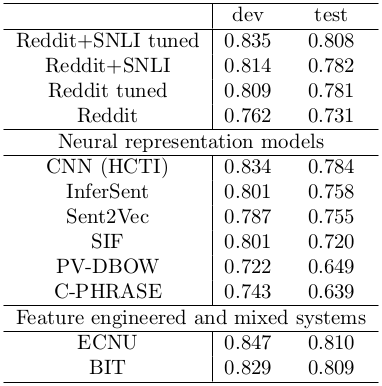 dev test
Reddit+SNLI tuned 0.835 0.808
Reddit+SNLI 0.814 0.782
Reddit tuned 0.809 0.781
Reddit 0.762 0.731
Neural representation models
CNN (HCTI) 0.834 0.784
InferSent 0.801 0.758
Sent2Vec 0.787 0.755
SIF 0.801 0.720
PV-DBOW 0.722 0.649
C-PHRASE 0.743 0.639
Feature engineered and mixed systems
ECNU 0.847 0.810
BIT 0.829 0.809